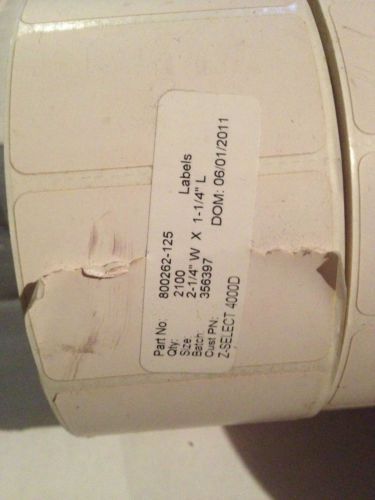 Part No: 800262-125
Qty: 2100 Labels
Size: 2-1/4" W X 1-1/4" L
Batch: 356397 DOM: 06/01/2011
Cust PN:
Z-SELECT 4000D